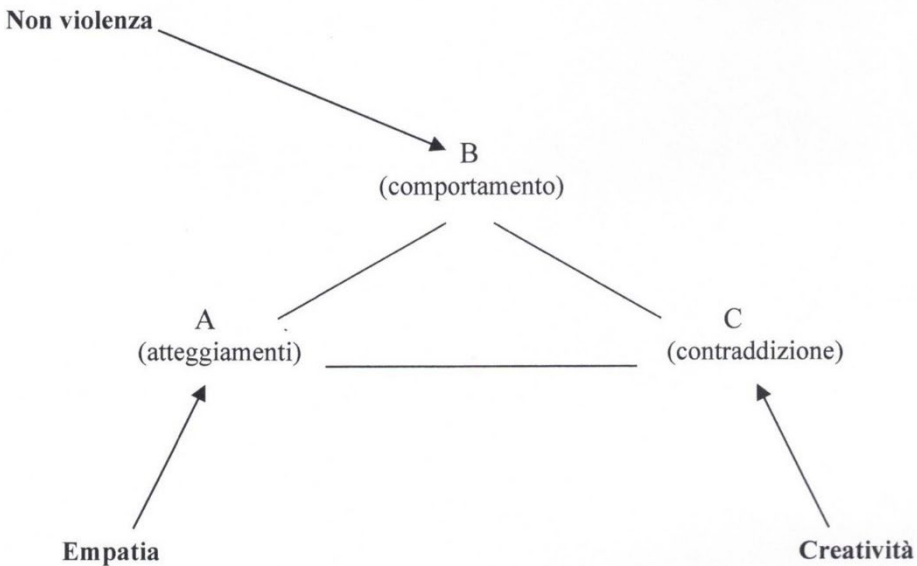 Non violenza
B
(comportamento)
A
(atteggiamenti)
C
(contraddizione)
Empatia
Creatività